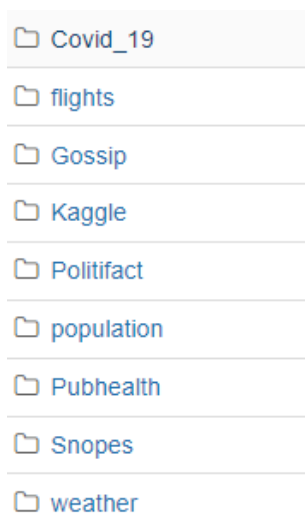 Covid_19
flights
Gossip
Kaggle
Politifact
population
Pubhealth
Snopes
weather